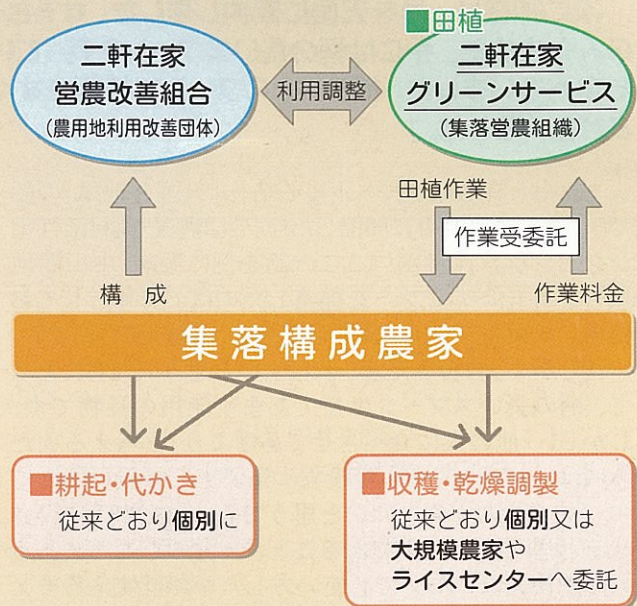 二軒在家
営農改善組合
(農用地利用改善団体)
利用調整
■田植
二軒在家
グリーンサービス
(集落営農組織)
構 成
田植作業
作業受委託
作業料金
集落構成農家
■耕起・代かき
従来どおり個別に
■収穫・乾燥調製
従来どおり個別又は
大規模農家や
ライスセンターへ委託